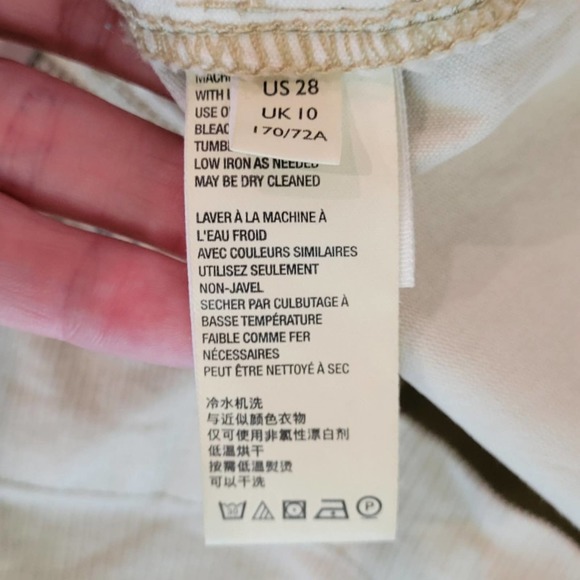 US 28
UK 10
170/72A
WITH
USE
LOW IRON AS NEEDED
MAY BE DRY CLEANED
LAVER À LA MACHINE À
L'EAU FROID
AVEC COULEURS SIMILAIRES
UTILISEZ SEULEMENT
NON-JAVEL
SECHER PAR CULBUTAGE À
BASSE TEMPÉRATURE
FAIBLE COMME FER
NÉCESSAIRES
PEUT ÊTRE NETTOYÉ À SEC
冷水机洗
与近似颜色衣物
仅可使用非氯性漂白剂
低温烘干
按需低温熨烫
可以干洗
P